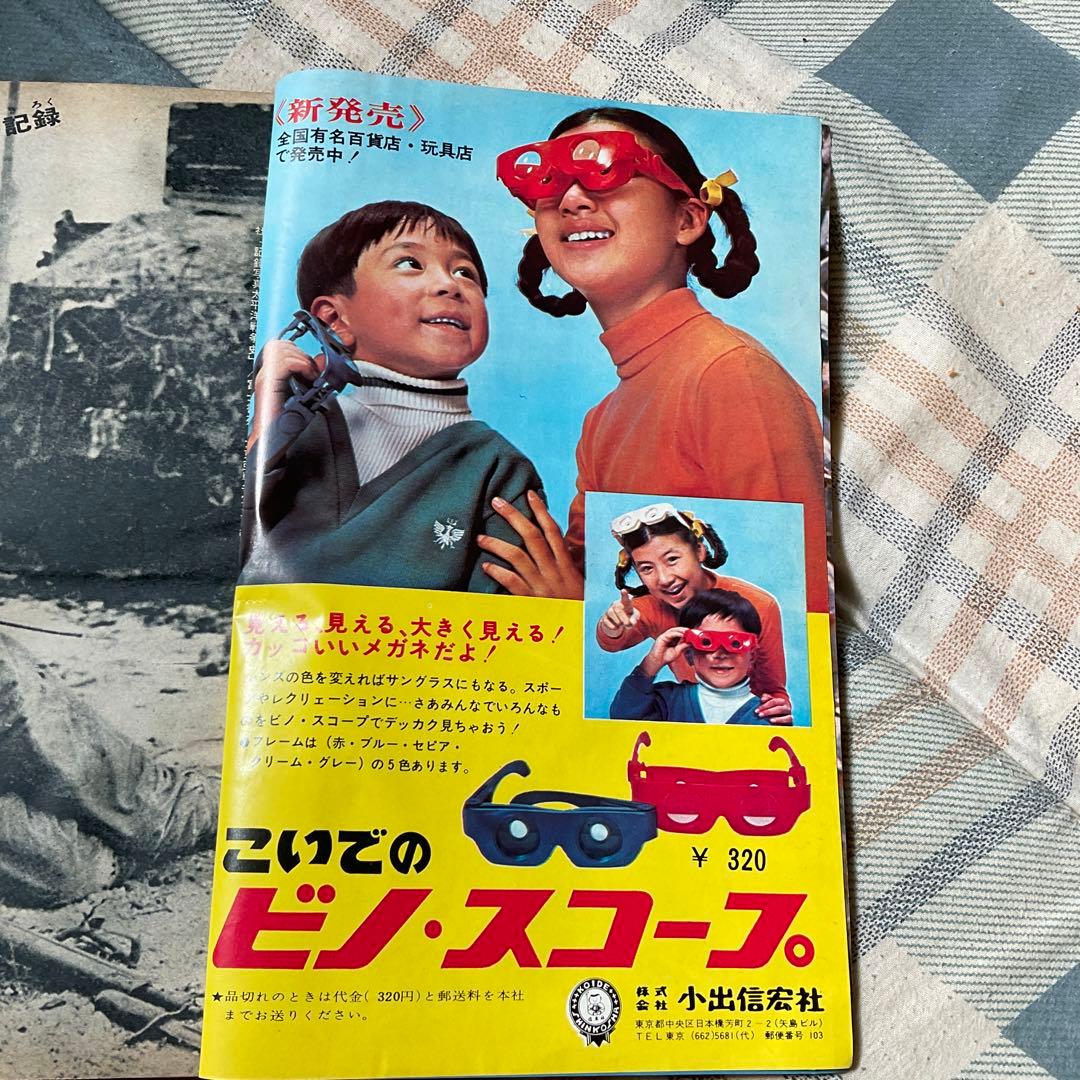 記録
ろく
《新発売》
全国有名百貨店・玩具店
で発売中!
見える、見える、大きく見える!
カッコいいメガネだよ!
ンズの色を変えればサングラスにもなる。スポー
やレクリェーションに…さあみんなでいろんなも
をビノ・スコープでデッカク見ちゃおう!
フレームは(赤・ブルー・セピア・
クリーム・グレー)の5色あります。
¥ 320
こいでの
ビノ・スコープ。
★品切れのときは代金( 320円)と郵送料を本社
までお送りください。
KOIDE
SHINKOSHA
株式会社 小出信宏社
東京都中央区日本橋芳町2-2(矢島ビル)
TEL東京 (662)5681(代) 郵便番号 103